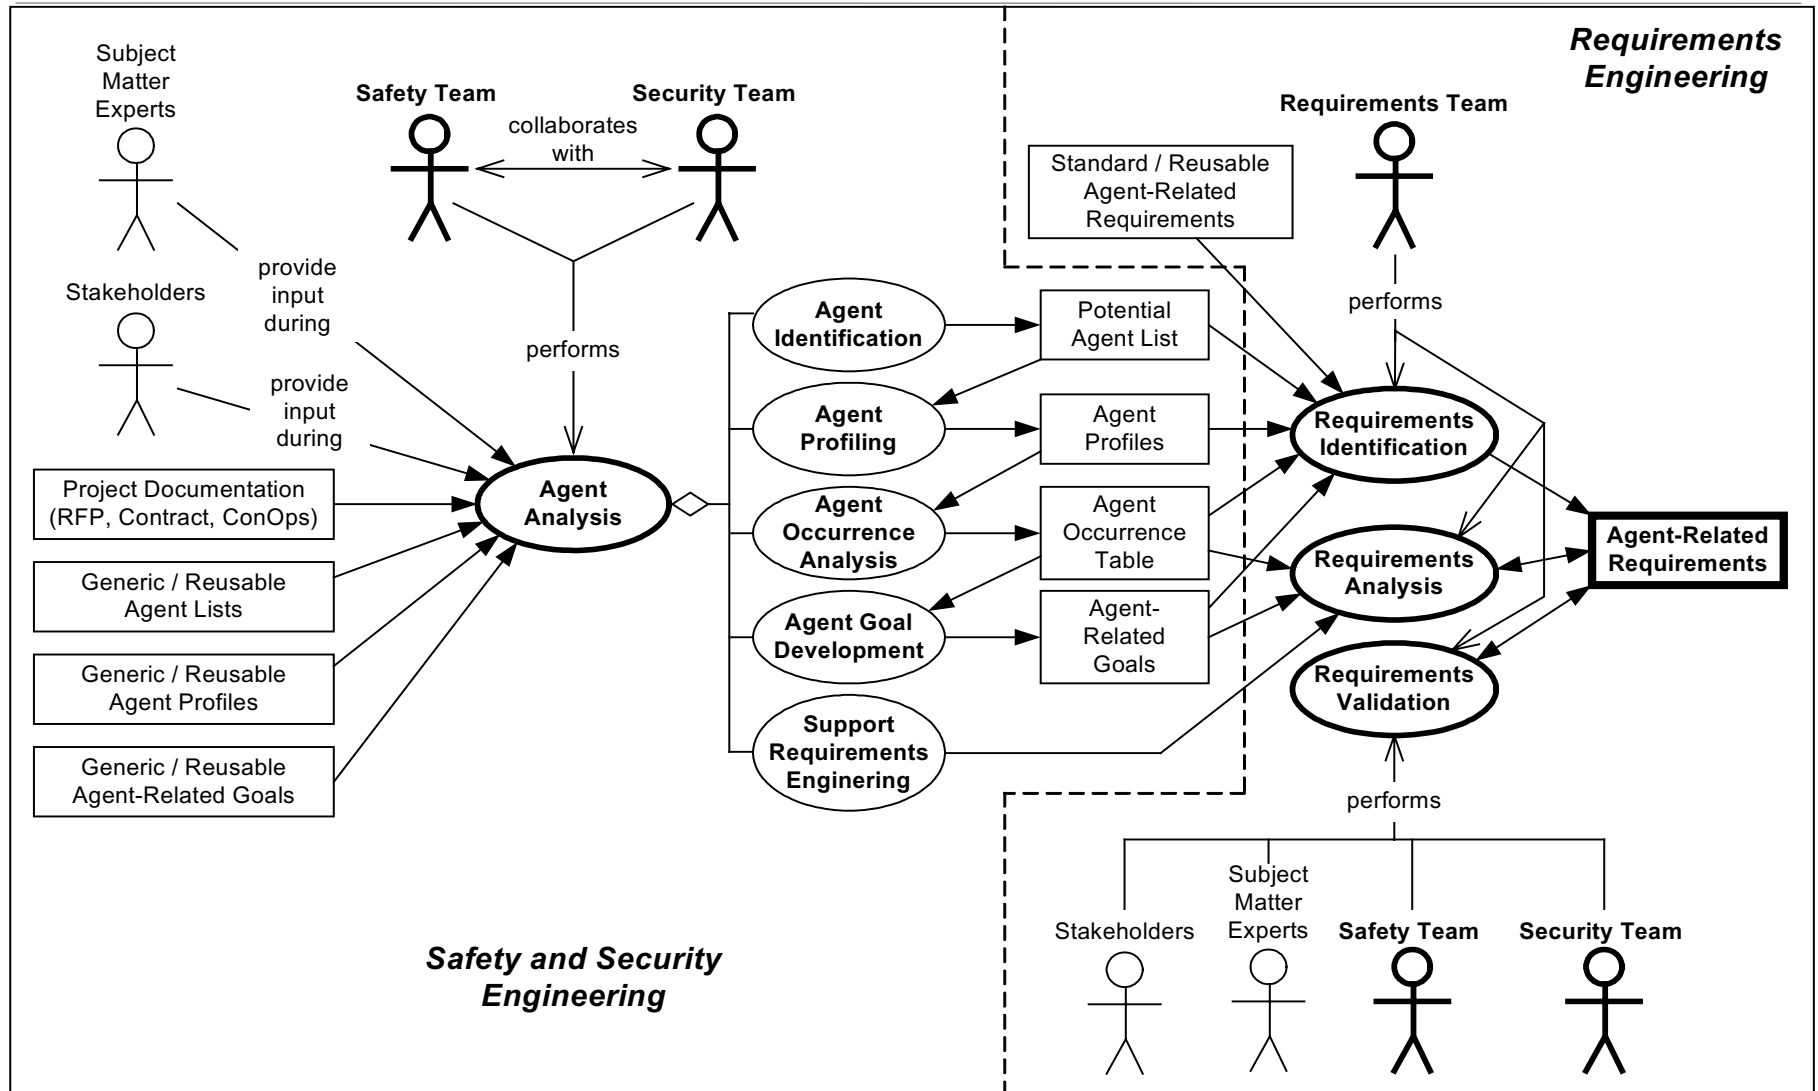 Requirements
Engineering
Subject
Matter
Experts
Safety Team
Security Team
collaborates
with
Requirements Team
Standard / Reusable
Agent-Related
Requirements
provide
input
during
Stakeholders
provide
input
during
performs
performs
Project Documentation
(RFP, Contract, ConOps)
Generic / Reusable
Agent Lists
Generic / Reusable
Agent Profiles
Generic / Reusable
Agent-Related Goals
Agent
Analysis
Agent
Identification
Potential
Agent List
Agent
Profiling
Agent
Profiles
Agent
Occurrence
Analysis
Agent
Occurrence
Table
Agent Goal
Development
Agent-
Related
Goals
Support
Requirements
Enginering
Requirements
Identification
Requirements
Analysis
Requirements
Validation
Agent-Related
Requirements
performs
Stakeholders
Subject
Matter
Experts
Safety Team
Security Team
Safety and Security
Engineering